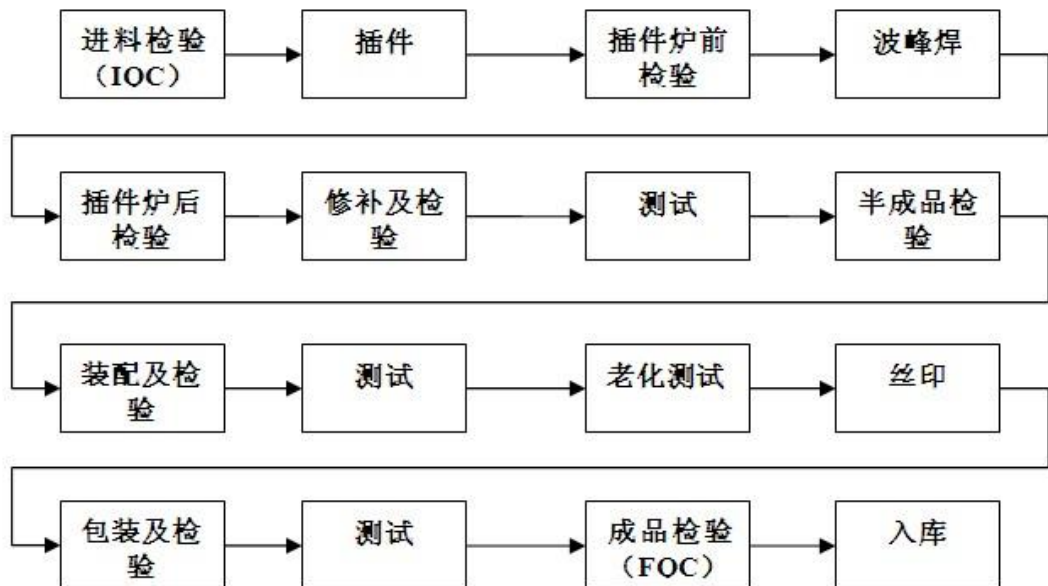 进料检验
（IQC）
插件
插件炉前
检验
波峰焊
插件炉后
检验
修补及检
验
测试
半成品检
验
装配及检
验
测试
老化测试
丝印
包装及检
验
测试
成品检验
（FQC）
入库